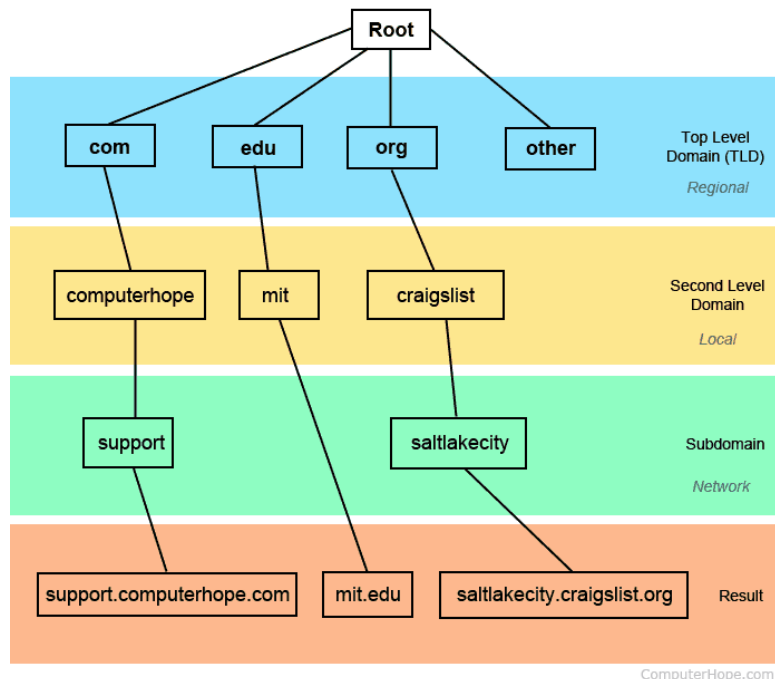 Root
com
edu
org
other
Top Level
Domain (TLD)
Regional
computerhope
mit
craigslist
Second Level
Domain
Local
support
saltlakecity
Subdomain
Network
support.computerhope.com
mit.edu
saltlakecity.craigslist.org
Result
ComputerHope.com